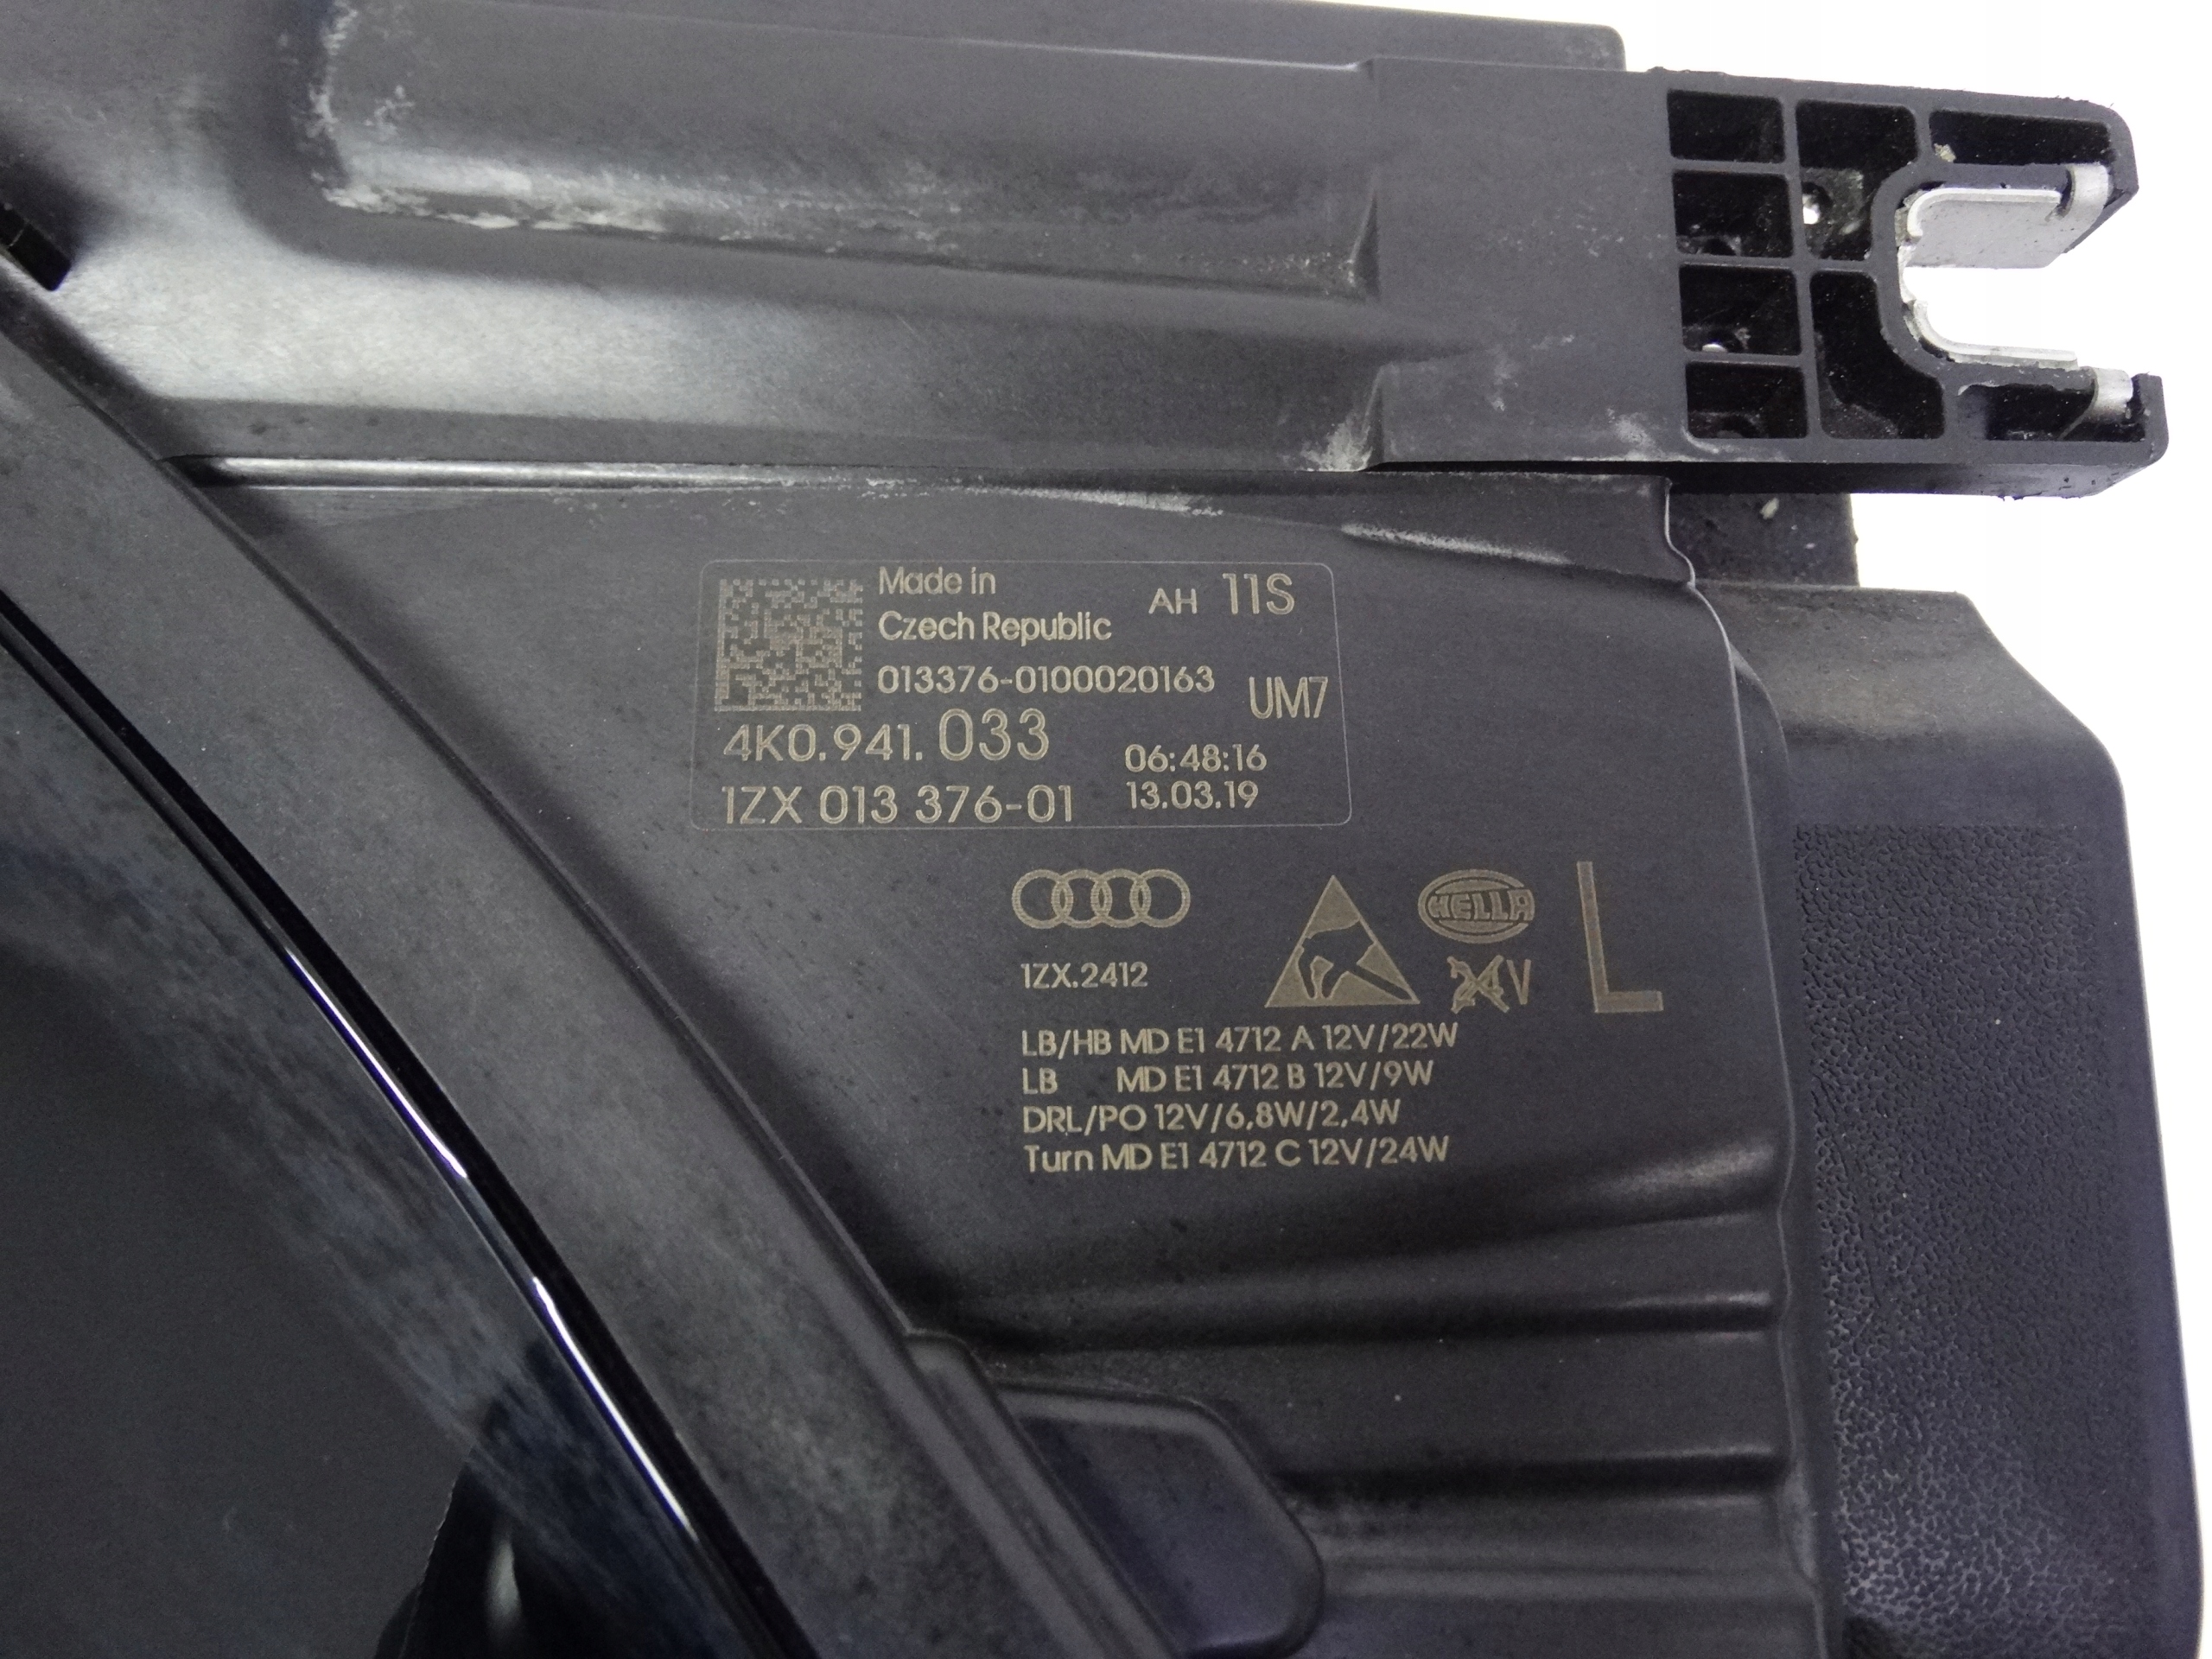 Made in
Czech Republic
AH 11S
013376-0100020163
UM7
4K0.941.033
06:48:16
1ZX 013 376-01
13.03.19
HELLA
L
1ZX.2412
24V
LB/HB MD E1 4712 A 12V/22W
LB MD E1 4712 B 12V/9W
DRL/PO 12V/6,8W/2,4W
Turn MD E1 4712 C 12V/24W